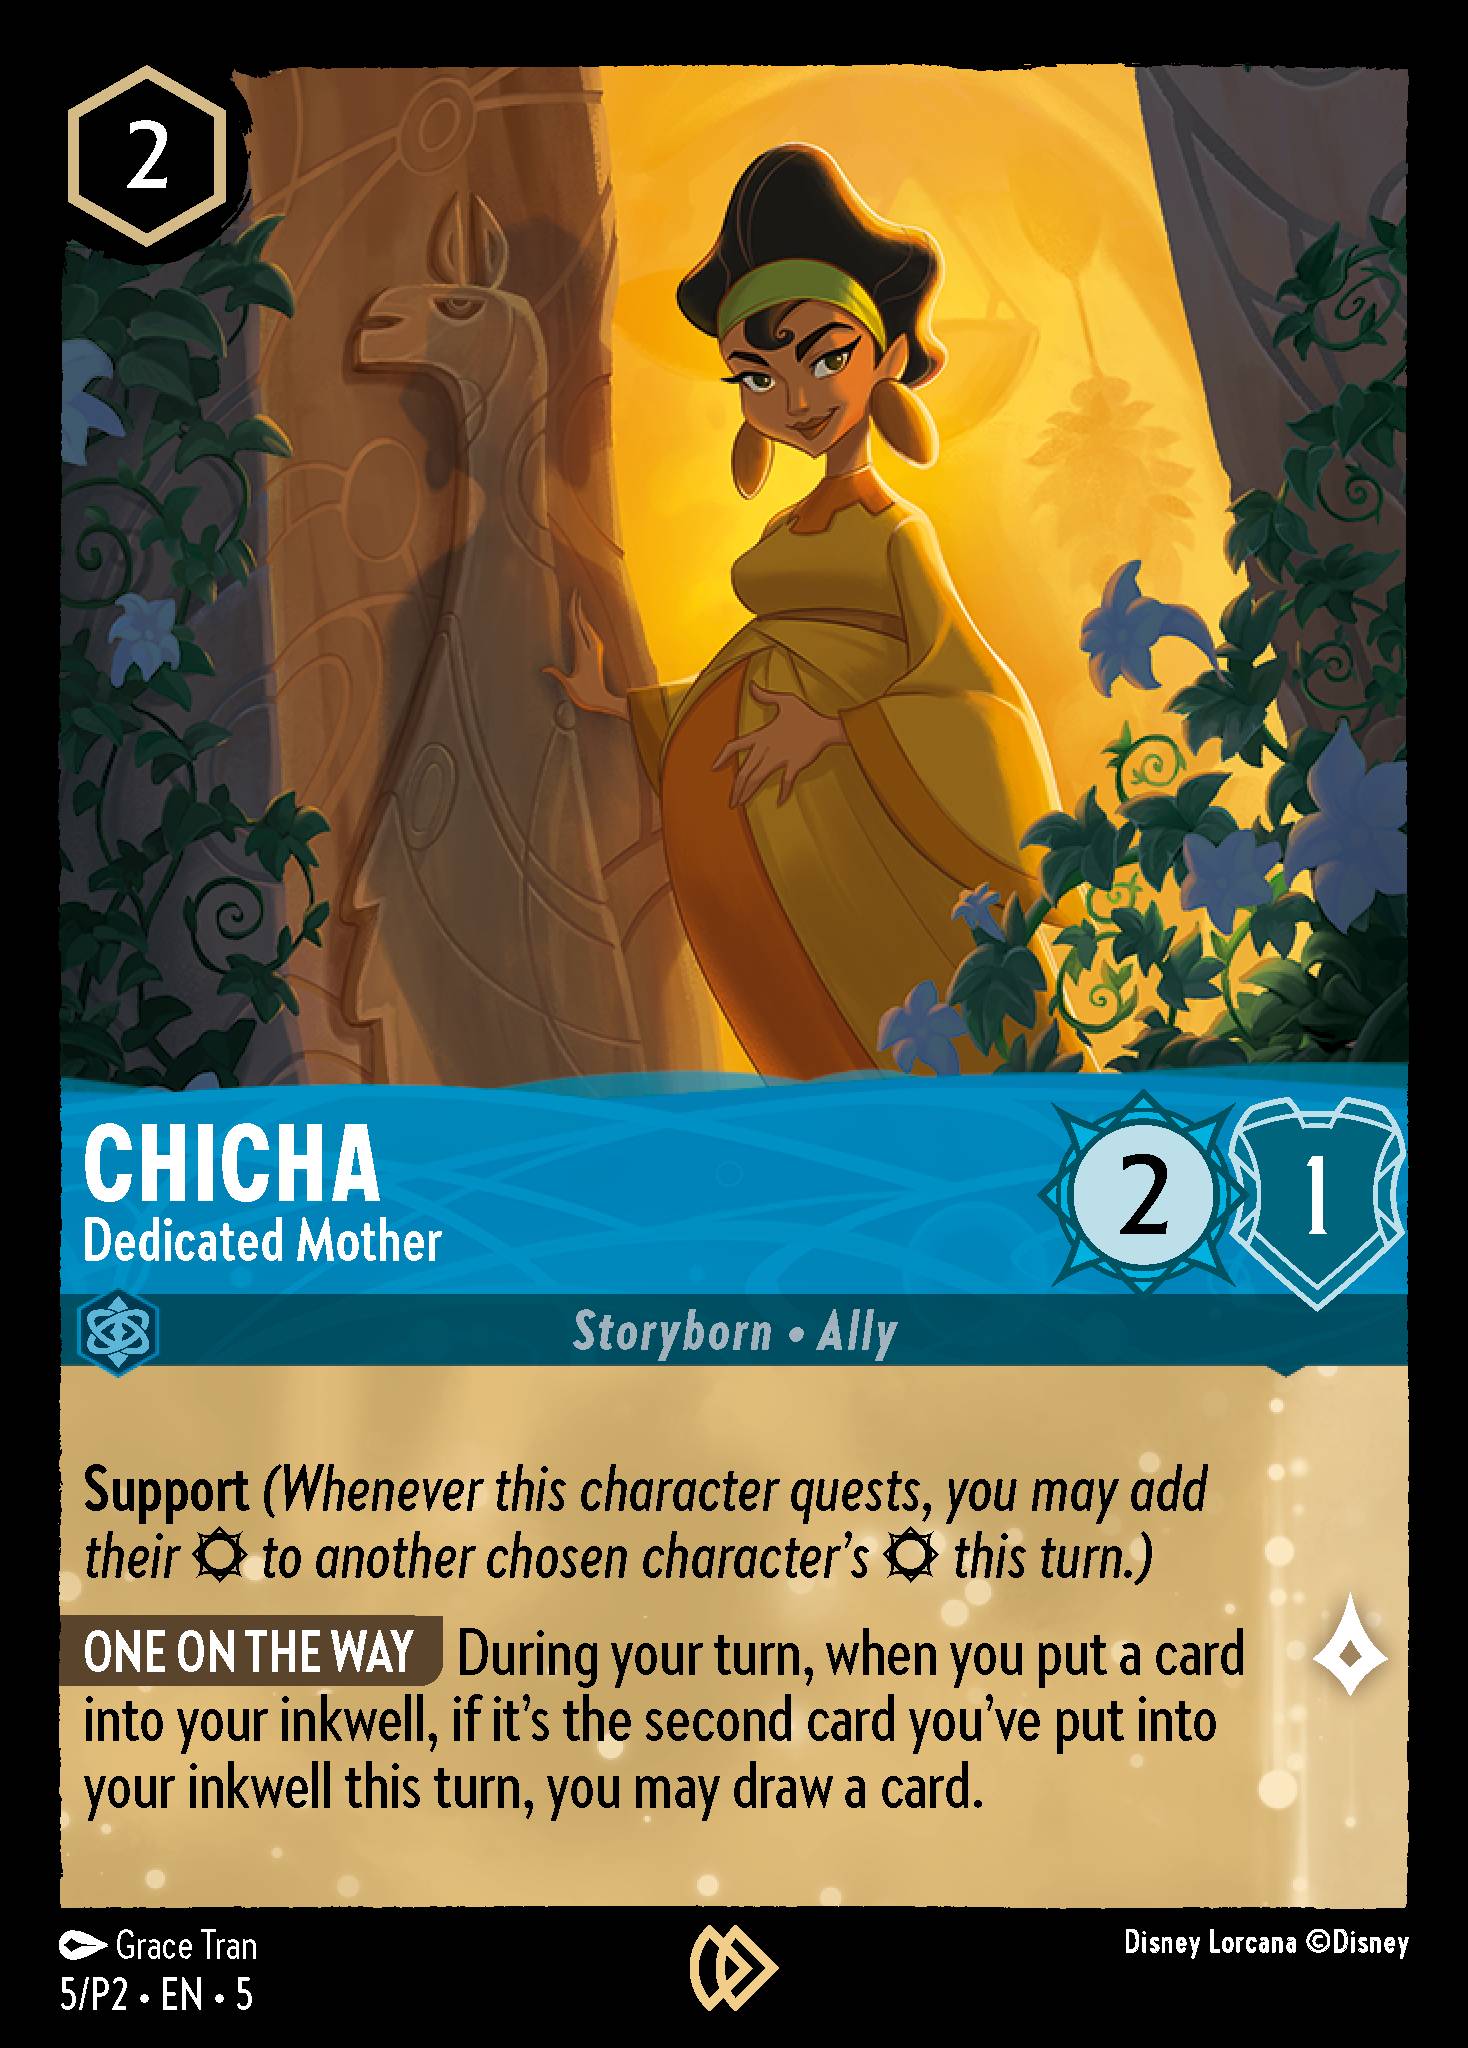 2
CHICHA
Dedicated Mother
2
1
Storyborn • Ally
Support (Whenever this character quests, you may add
their to another chosen character’s this turn.)
ONE ON THE WAY During your turn, when you put a card
into your inkwell, if it’s the second card you’ve put into
your inkwell this turn, you may draw a card.
Grace Tran
Disney Lorcana ©Disney
5/P2 • EN • 5